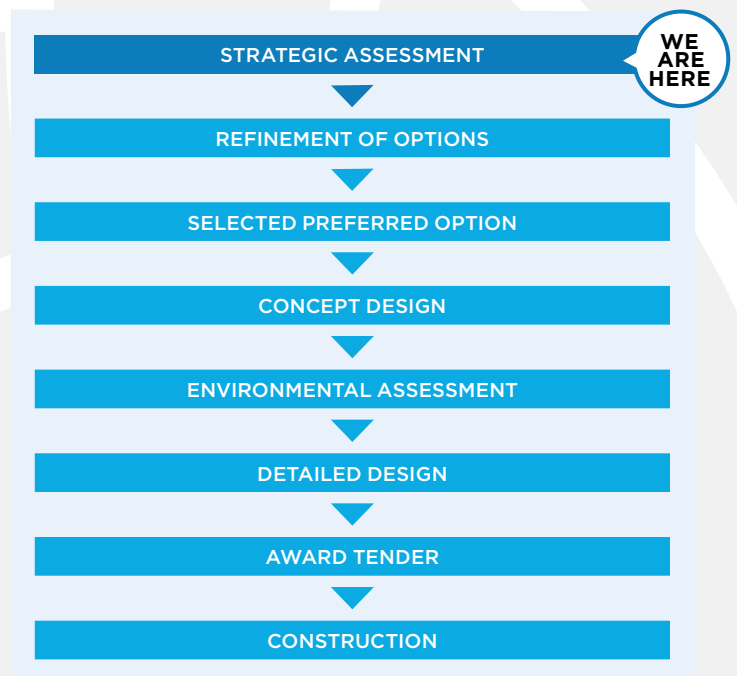 STRATEGIC ASSESSMENT
WE
ARE
HERE
REFINEMENT OF OPTIONS
SELECTED PREFERRED OPTION
CONCEPT DESIGN
ENVIRONMENTAL ASSESSMENT
DETAILED DESIGN
AWARD TENDER
CONSTRUCTION